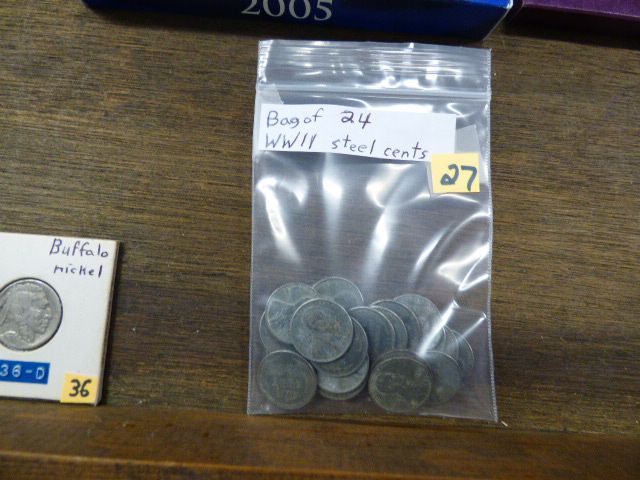 2005
Bag of 24
WWII steel cents
27
Buffalo
nickel
36-D
36